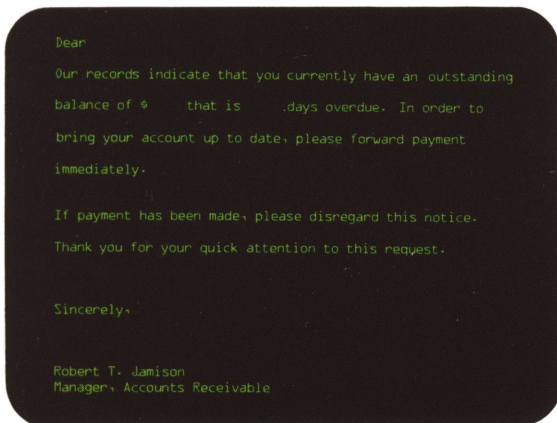 Dear
Our records indicate that you currently have an outstanding
balance of $ that is .days overdue. In order to
bring your account up to date, please forward payment
immediately.
If payment has been made, please disregard this notice.
Thank you for your quick attention to this request.
Sincerely,
Robert T. Jamison
Manager, Accounts Receivable